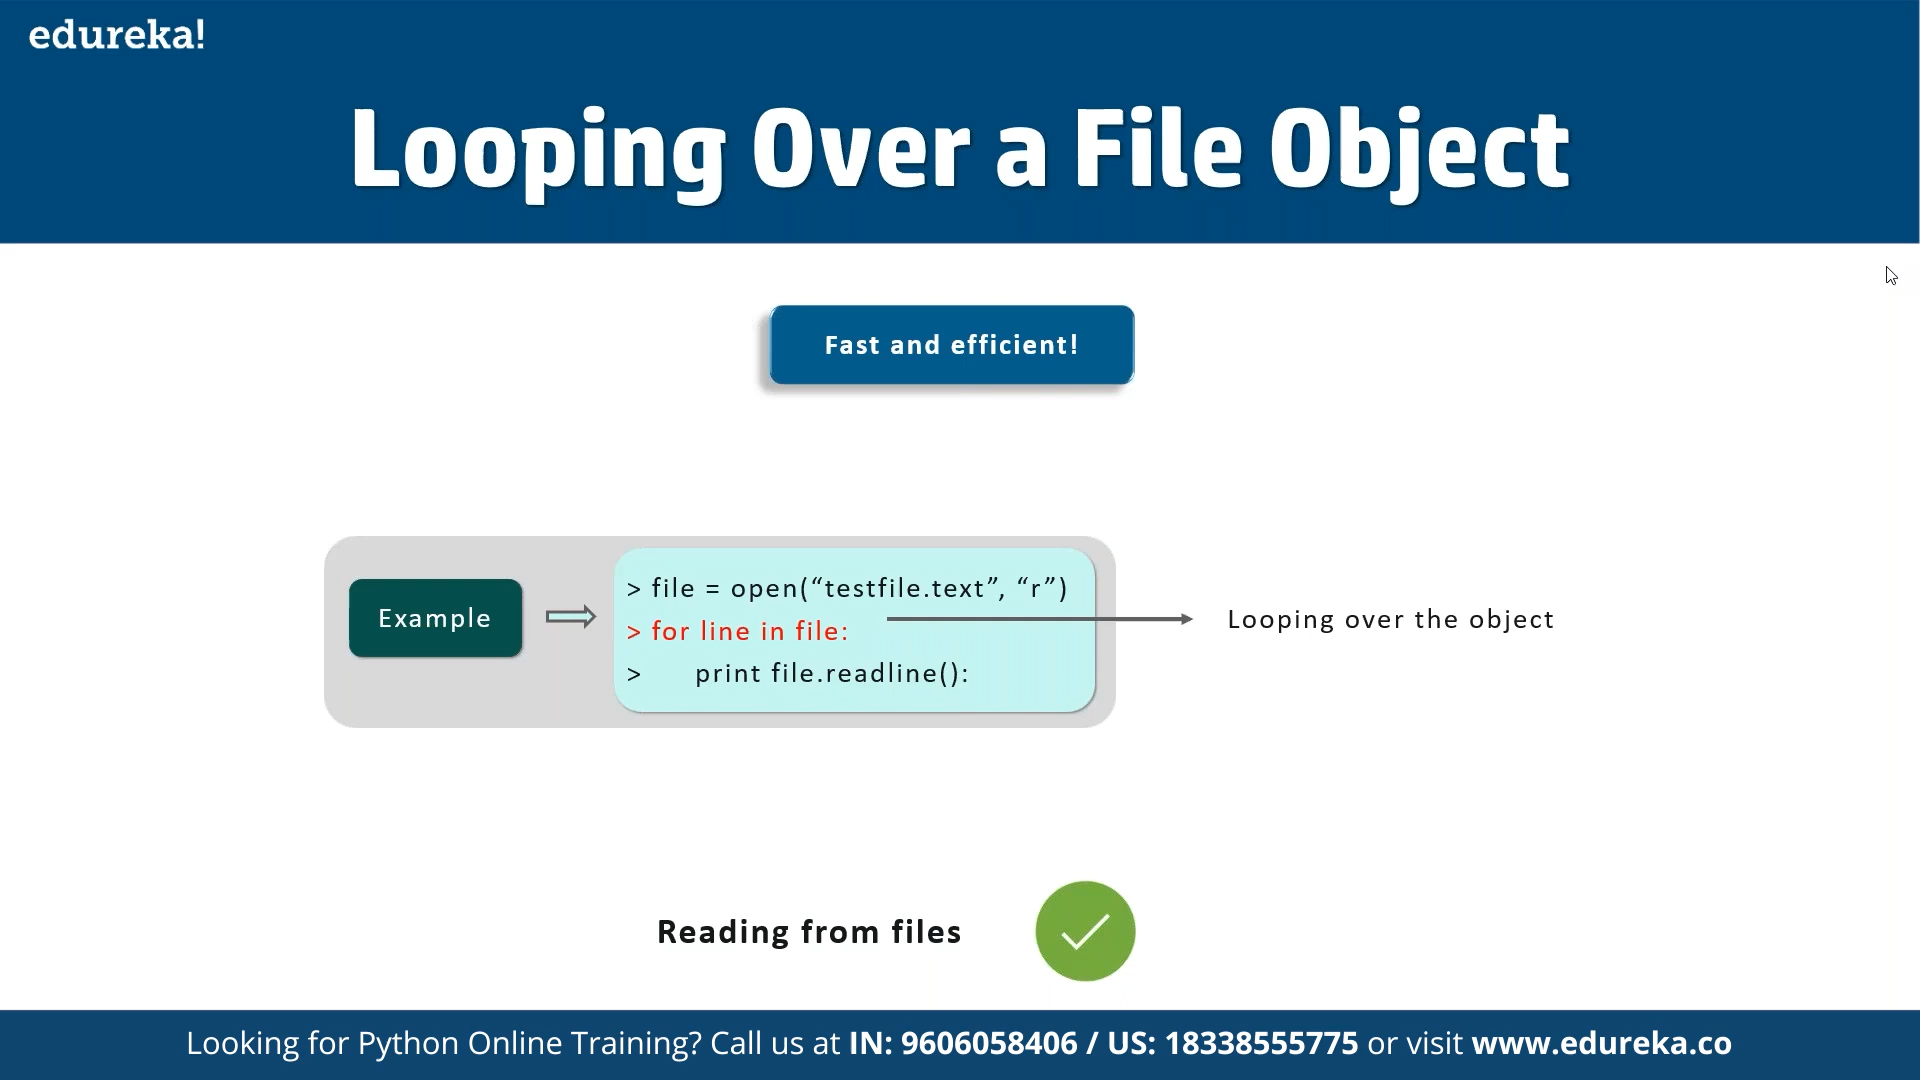 edureka!
Looping Over a File Object
Fast and efficient!
Example
> file = open(“testfile.text”, “r”)
> for line in file:
> print file.readline():
Looping over the object
Reading from files
Looking for Python Online Training? Call us at IN: 9606058406 / US: 18338555775 or visit www.edureka.co